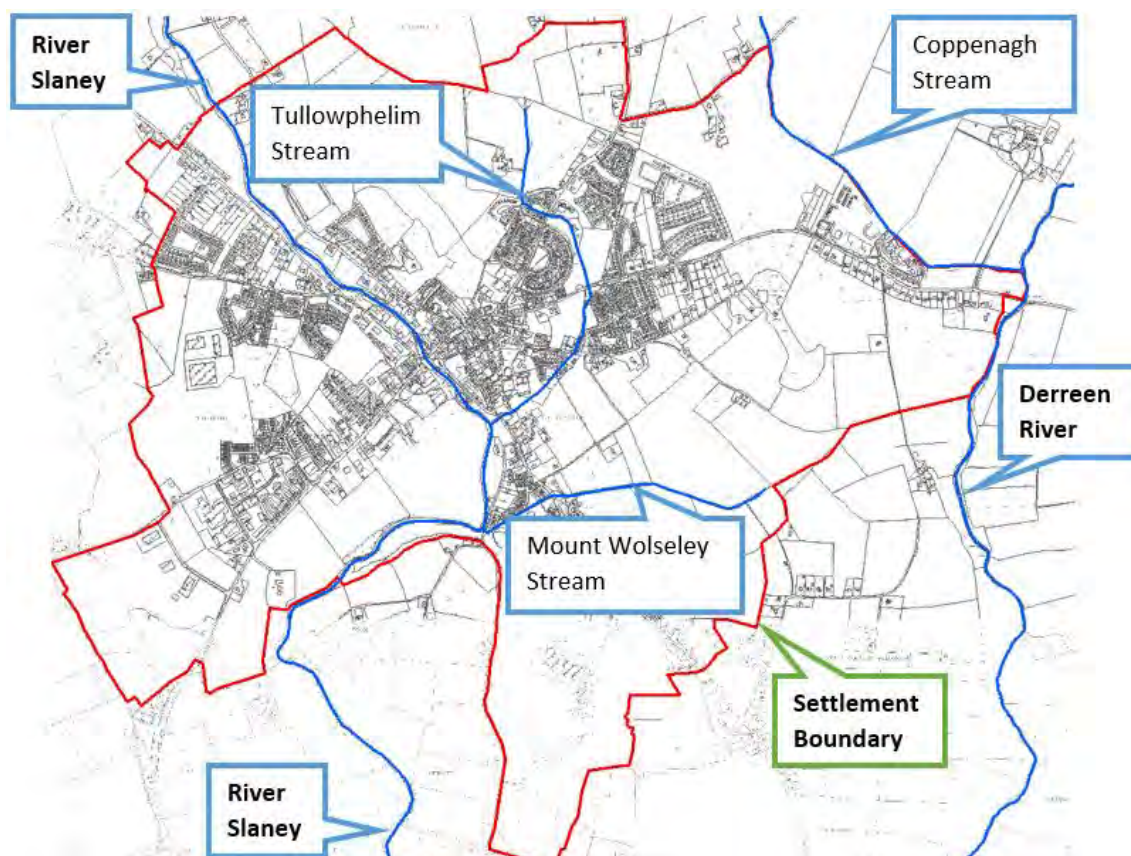 River
Slaney
Coppenagh
Stream
Tullowphelim
Stream
Derreen
River
Mount Wolseley
Stream
Settlement
Boundary
River
Slaney